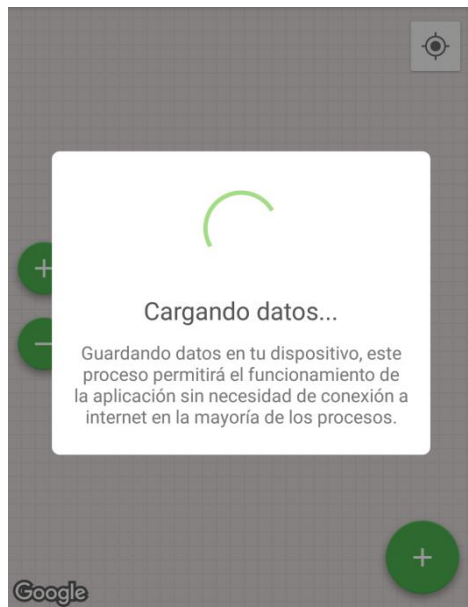 Cargando datos...
Guardando datos en tu dispositivo, este
proceso permitirá el funcionamiento de
la aplicación sin necesidad de conexión a
internet en la mayoría de los procesos.
Google